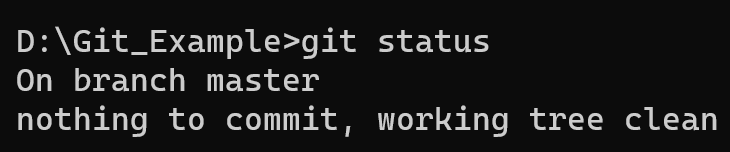 D:\Git_Example>git status
On branch master
nothing to commit, working tree clean